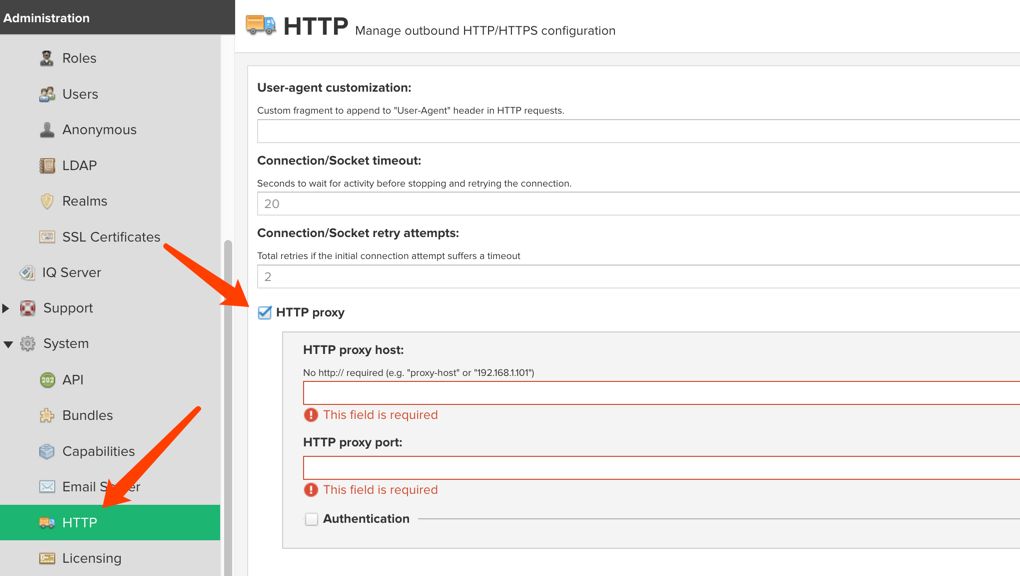 Administration
Roles
Users
Anonymous
LDAP
Realms
SSL Certificates
IQ Server
Support
System
API
Bundles
Capabilities
Email
HTTP
Licensing
HTTP Manage outbound HTTP/HTTPS configuration
User-agent customization:
Custom fragment to append to "User-Agent" header in HTTP requests.
Connection/Socket timeout:
Seconds to wait for activity before stopping and retrying the connection.
20
Connection/Socket retry attempts:
Total retries if the initial connection attempt suffers a timeout
2
HTTP proxy
HTTP proxy host:
No http:// required (e.g. "proxy-host" or "192.168.1.101")
This field is required
HTTP proxy port:
This field is required
Authentication